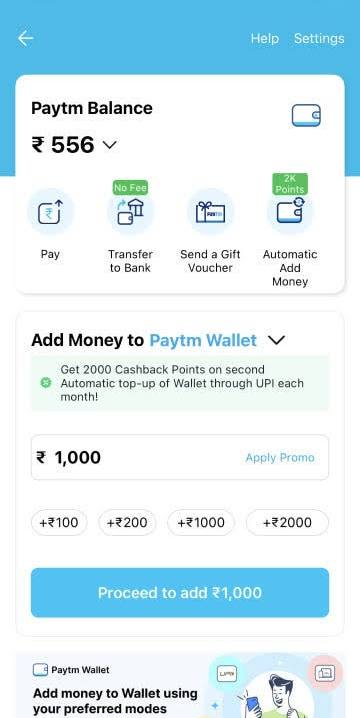 Help Settings
Paytm Balance
₹ 556
No Fee
2K
Points
Pay
Transfer
to Bank
Send a Gift
Voucher
Automatic
Add
Money
Add Money to Paytm Wallet
Get 2000 Cashback Points on second
Automatic top-up of Wallet through UPI each
month!
₹ 1,000 Apply Promo
+₹100 +₹200 +₹1000 +₹2000
Proceed to add ₹1,000
Paytm Wallet
UPI
Add money to Wallet using
your preferred modes